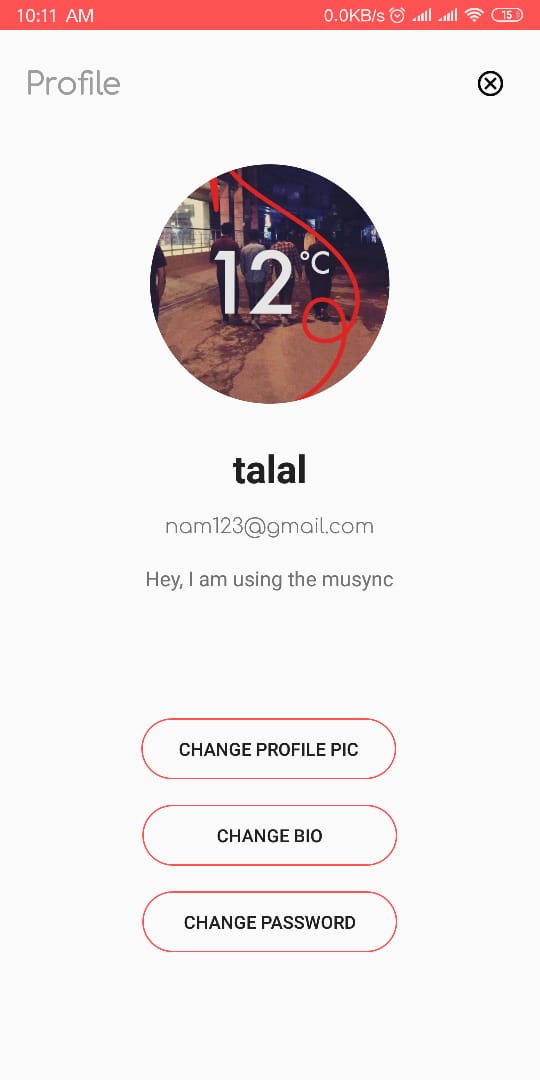 10:11 AM 0.0KB/s 15
Profile
12 °C
talal
nam123@gmail.com
Hey, I am using the musync
CHANGE PROFILE PIC
CHANGE BIO
CHANGE PASSWORD